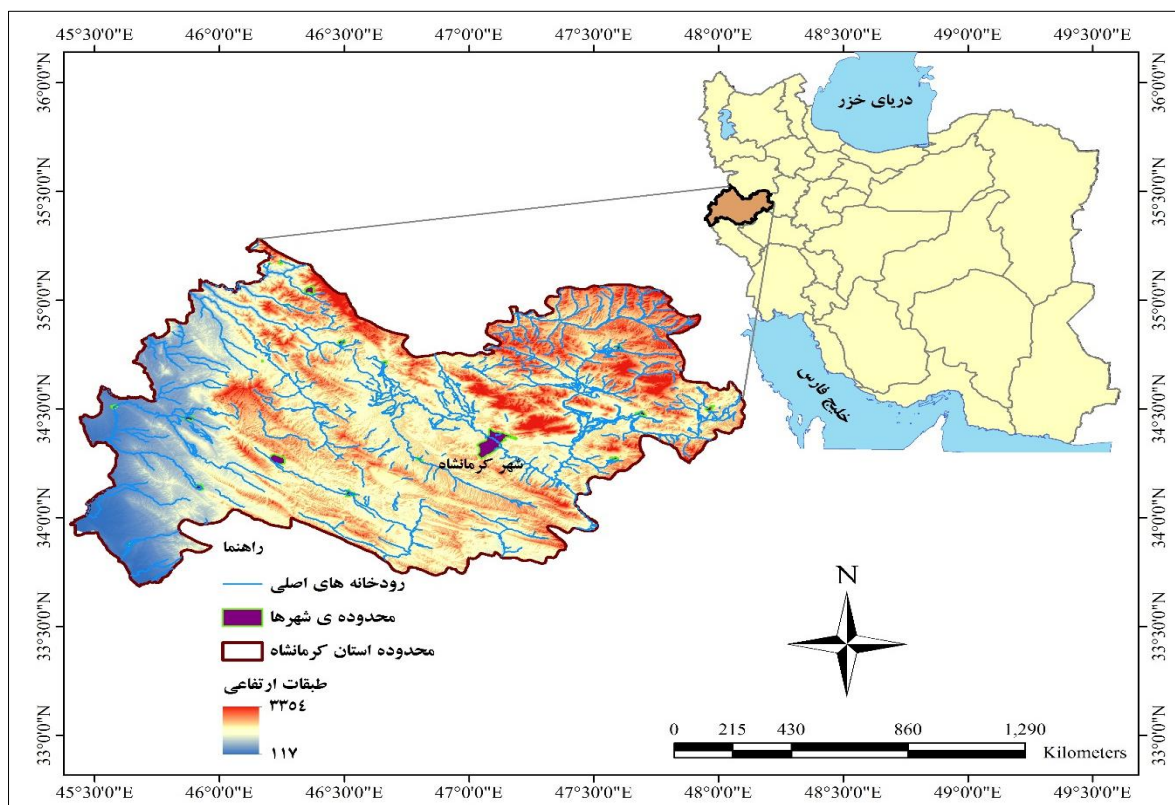 45°30'0"E 46°0'0"E 46°30'0"E 47°0'0"E 47°30'0"E 48°0'0"E 48°30'0"E 49°0'0"E 49°30'0"E
36°0'0"N
35°30'0"N
35°0'0"N
34°30'0"N
34°0'0"N
33°30'0"N
33°0'0"N
دریای خزر
خلیج فارس
شهر کرمانشاه
راهنما
رودخانه های اصلی
محدوده ی شهرها
محدوده استان کرمانشاه
طبقات ارتفاعی
۳۳۵٤
۱۱۷
N
0 215 430 860 1,290
Kilometers
36°0'0"N
35°30'0"N
35°0'0"N
34°30'0"N
34°0'0"N
33°30'0"N
33°0'0"N
45°30'0"E 46°0'0"E 46°30'0"E 47°0'0"E 47°30'0"E 48°0'0"E 48°30'0"E 49°0'0"E 49°30'0"E